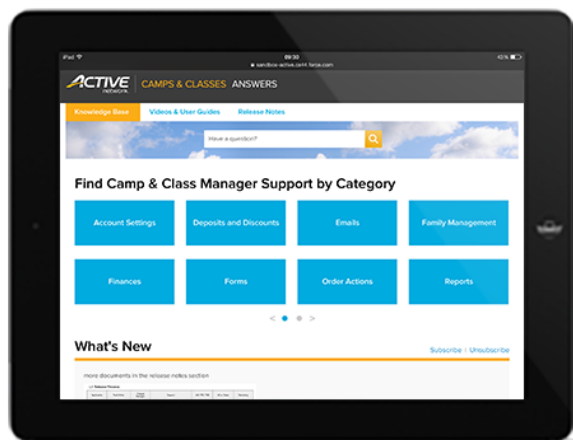 iPad
09:30
ACTIVE network CAMPS & CLASSES ANSWERS
Knowledge Base Videos & User Guides Release Notes
Have a question?
Find Camp & Class Manager Support by Category
Account Settings Deposits and Discounts Emails Family Management
Finances Forms Order Actions Reports
< >
What's New
Subscribe | Unsubscribe
more documents in the release notes section